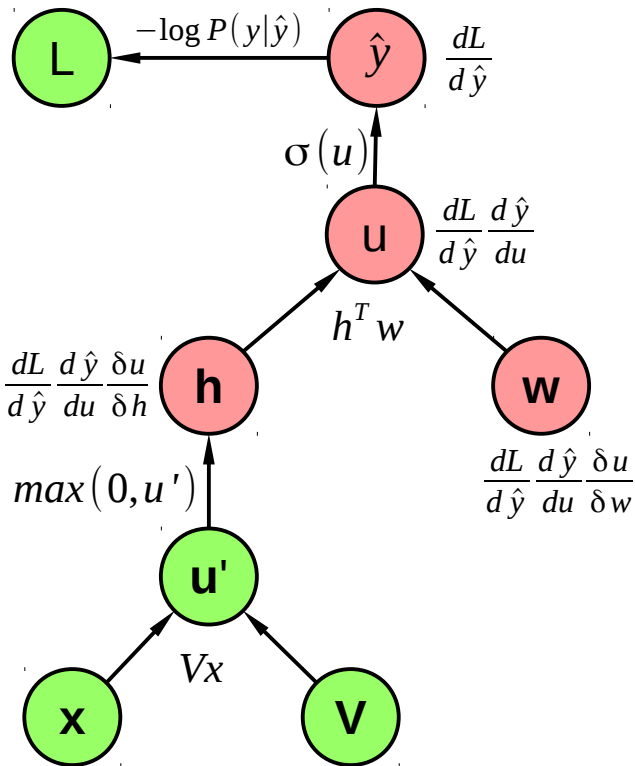 L
−log P(y|ŷ)
ŷ
dL/dŷ
σ(u)
u
dL/dŷ dŷ/du
hᵀ w
dL/dŷ dŷ/du δu/δh
h
w
max(0,u')
dL/dŷ dŷ/du δu/δw
u'
Vx
x
V